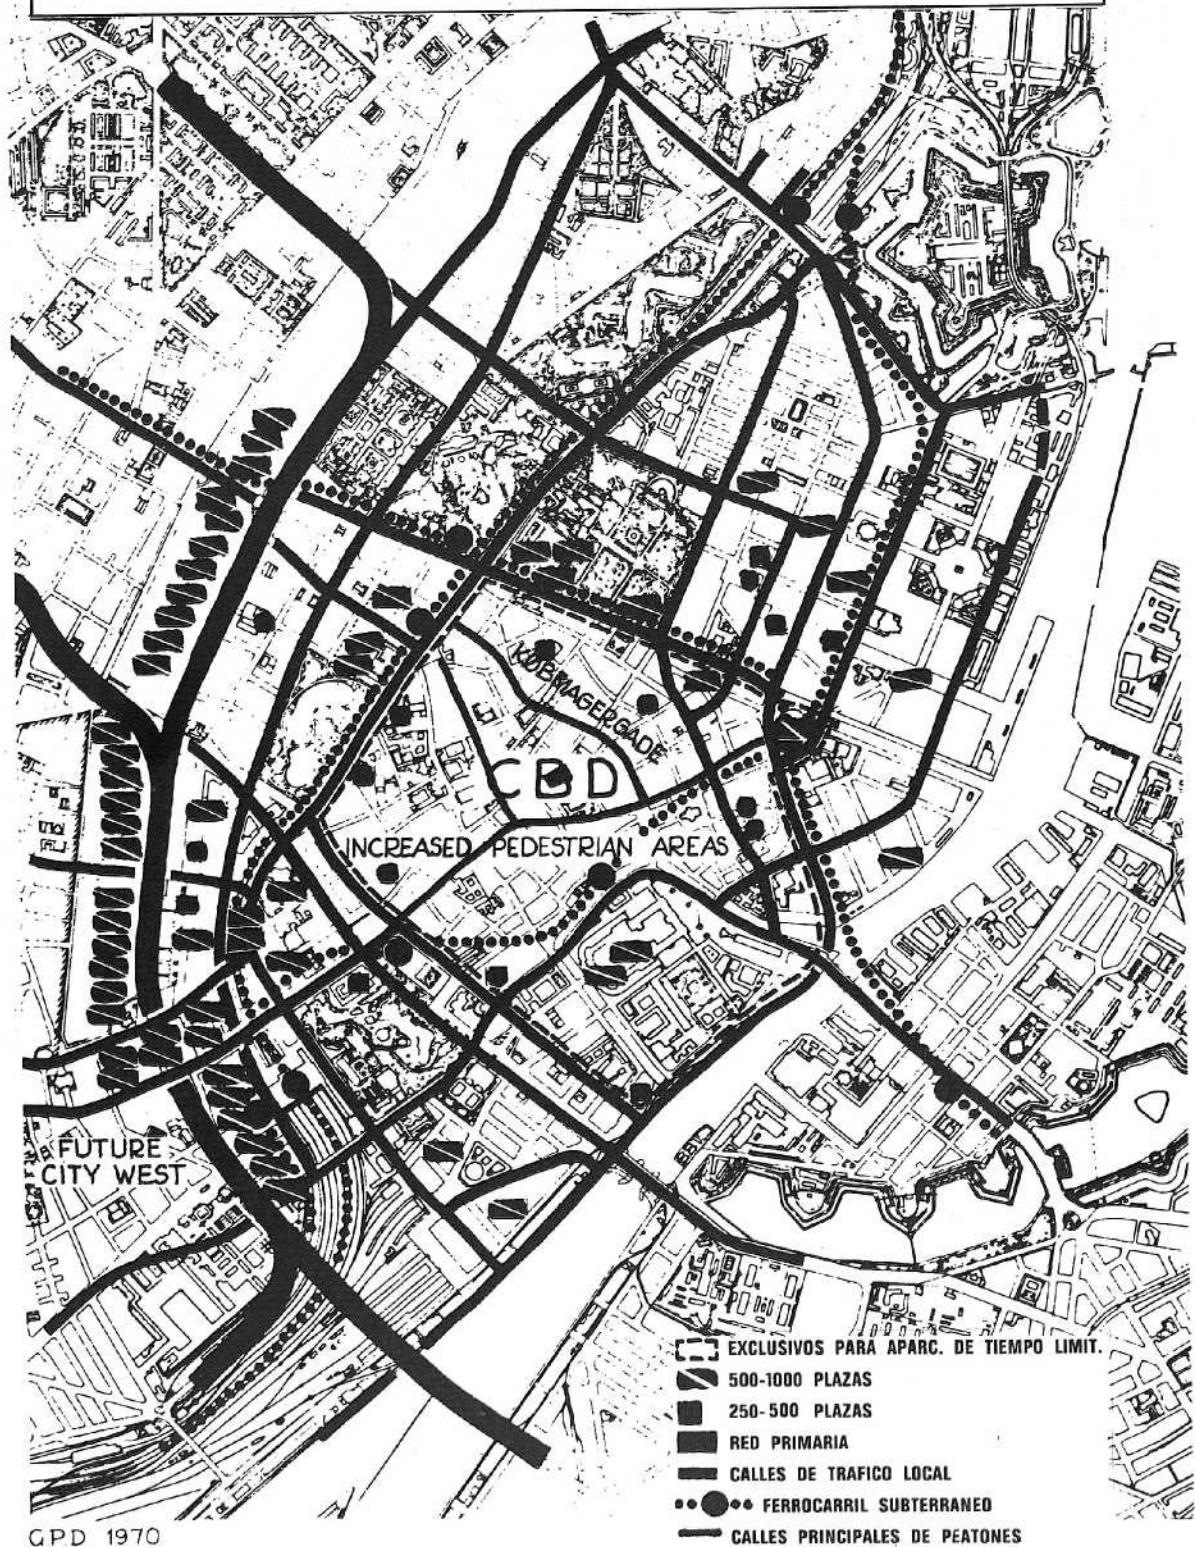 KØBMAGERGADE
CBD
INCREASED PEDESTRIAN AREAS
FUTURE
CITY WEST
EXCLUSIVOS PARA APARC. DE TIEMPO LIMIT.
500-1000 PLAZAS
250-500 PLAZAS
RED PRIMARIA
CALLES DE TRAFICO LOCAL
FERROCARRIL SUBTERRANEO
CALLES PRINCIPALES DE PEATONES
GPD 1970